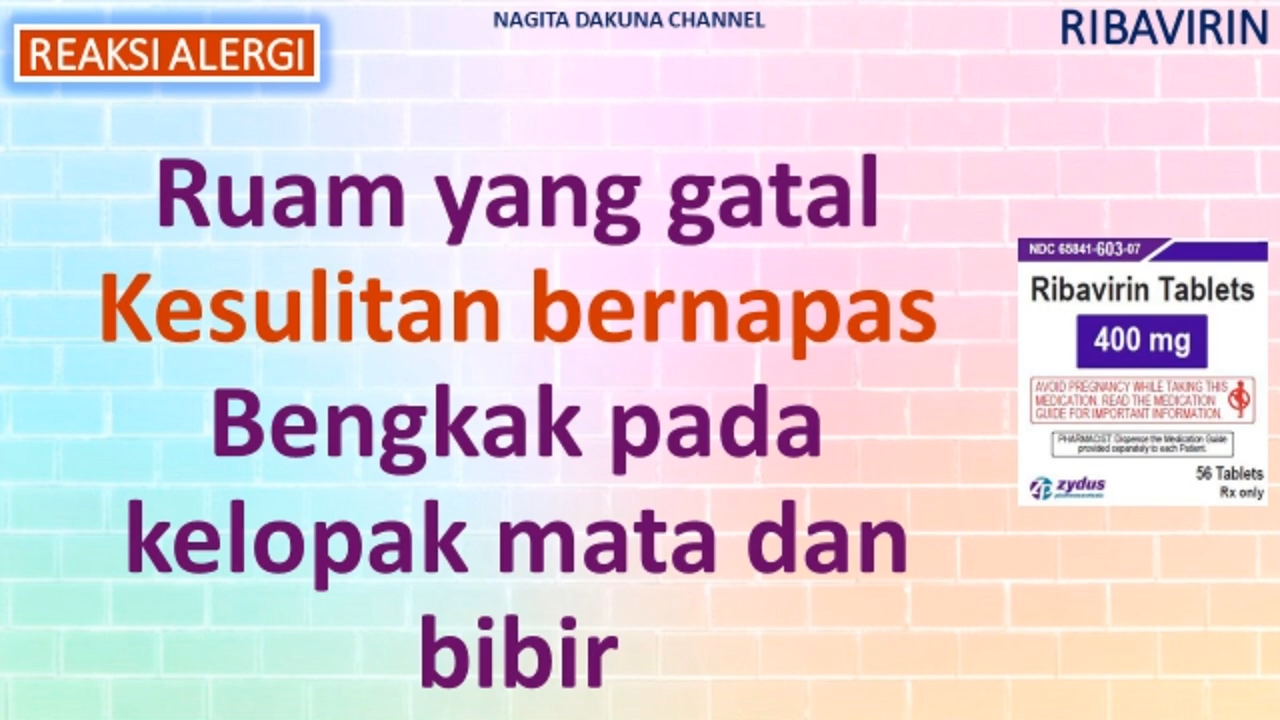 NAGITA DAKUNA CHANNEL
RIBAVIRIN
REAKSI ALERGI
Ruam yang gatal
Kesulitan bernapas
Bengkak pada
kelopak mata dan
bibir
NDC 65841-603-07
Ribavirin Tablets
400 mg
AVOID PREGNANCY WHILE TAKING THIS
MEDICATION. READ THE MEDICATION
GUIDE FOR IMPORTANT INFORMATION.
PHARMACIST: Dispense the Medication Guide
provided separately to each Patient.
56 Tablets
Rx only
zydus